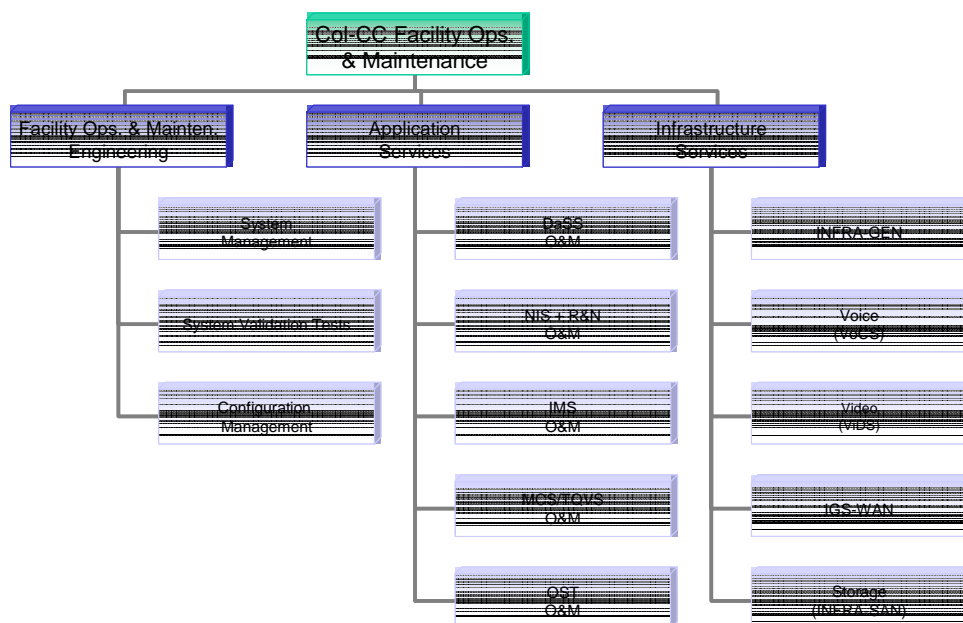 Col-CC Facility Ops.
& Maintenance
Facility Ops. & Mainten.
Engineering
Application
Services
Infrastructure
Services
System
Management
DaSS
O&M
INFRA-GEN
System Validation Tests
NIS + R&N
O&M
Voice
(VoCS)
Configuration
Management
IMS
O&M
Video
(ViDS)
MCS/TQVS
O&M
IGS-WAN
OST
O&M
Storage
(INFRA-SAN)